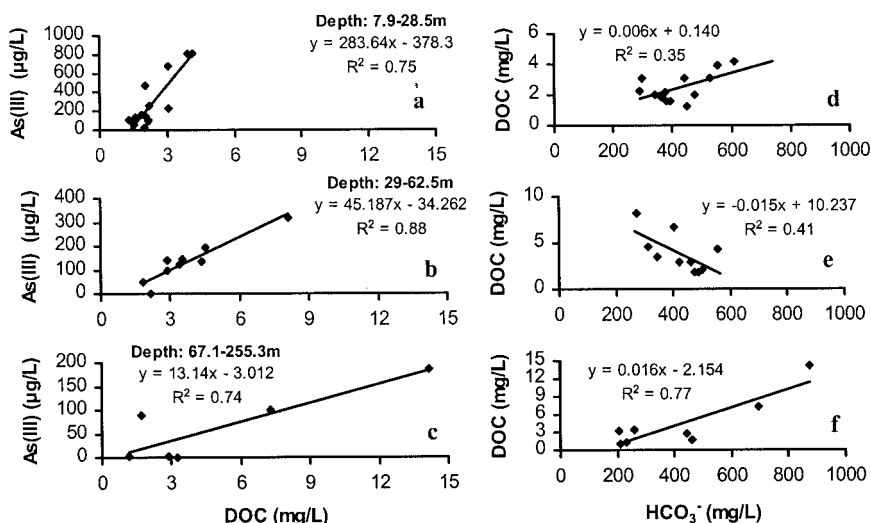 Depth: 7.9-28.5m
y = 283.64x - 378.3
R² = 0.75
As(III) (µg/L)
1000
800
600
400
200
0
0 3 6 9 12 15
a
y = 0.006x + 0.140
R² = 0.35
DOC (mg/L)
6
4
2
0
0 200 400 600 800 1000
d
Depth: 29-62.5m
y = 45.187x - 34.262
R² = 0.88
As(III) (µg/L)
400
300
200
100
0
0 3 6 9 12 15
b
y = -0.015x + 10.237
R² = 0.41
DOC (mg/L)
10
5
0
0 200 400 600 800 1000
e
Depth: 67.1-255.3m
y = 13.14x - 3.012
R² = 0.74
As(III) (µg/L)
200
150
100
50
0
0 3 6 9 12 15
c
DOC (mg/L)
y = 0.016x - 2.154
R² = 0.77
DOC (mg/L)
15
12
9
6
3
0
0 200 400 600 800 1000
f
HCO₃⁻ (mg/L)